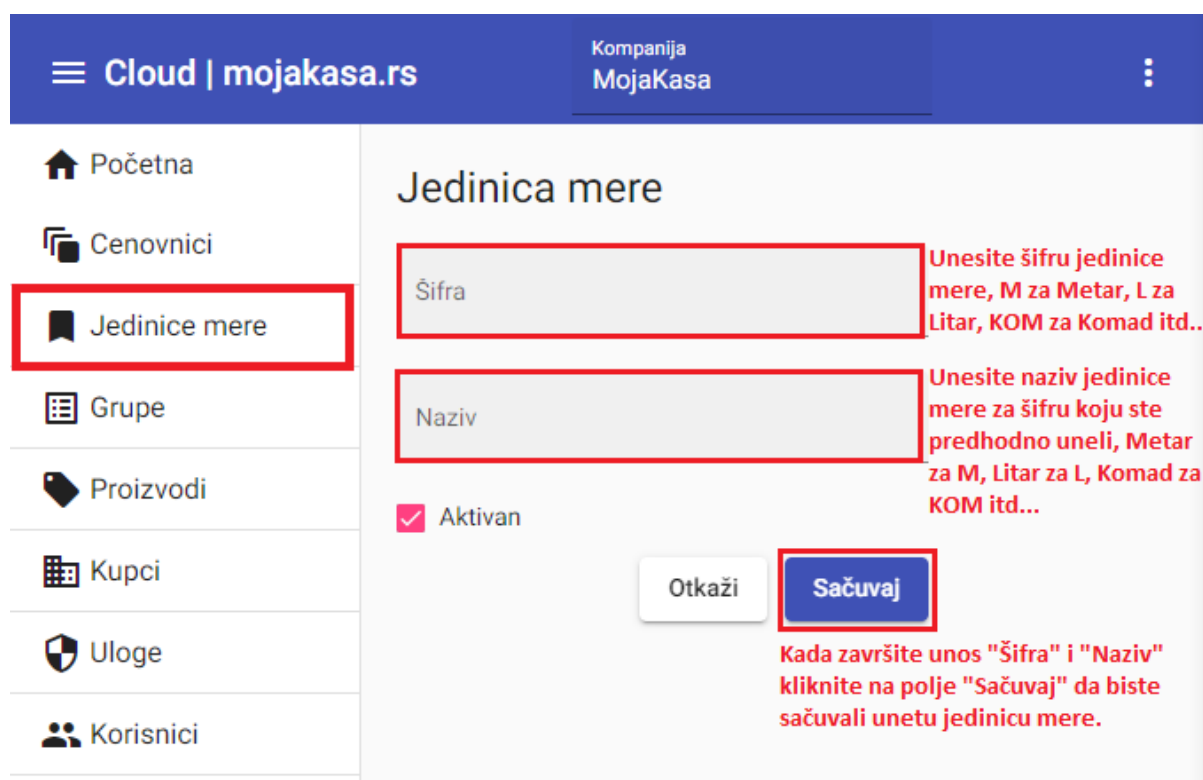 Cloud | mojakasa.rs
Kompanija
MojaKasa
Početna
Cenovnici
Jedinice mere
Grupe
Proizvodi
Kupci
Uloge
Korisnici
Jedinica mere
Šifra
Unesite šifru jedinice
mere, M za Metar, L za
Litar, KOM za Komad itd..
Naziv
Unesite naziv jedinice
mere za šifru koju ste
predhodno uneli, Metar
za M, Litar za L, Komad za
KOM itd...
Aktivan
Otkaži
Sačuvaj
Kada završite unos "Šifra" i "Naziv"
kliknite na polje "Sačuvaj" da biste
sačuvali unetu jedinicu mere.